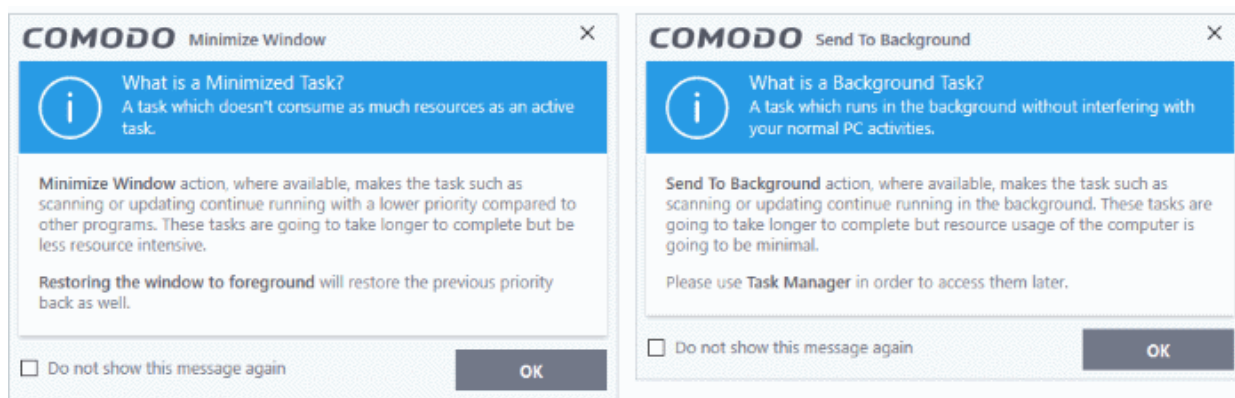 COMODO Minimize Window
What is a Minimized Task?
A task which doesn't consume as much resources as an active
task.
Minimize Window action, where available, makes the task such as
scanning or updating continue running with a lower priority compared to
other programs. These tasks are going to take longer to complete but be
less resource intensive.
Restoring the window to foreground will restore the previous priority
back as well.
Do not show this message again
OK
COMODO Send To Background
What is a Background Task?
A task which runs in the background without interfering with
your normal PC activities.
Send To Background action, where available, makes the task such as
scanning or updating continue running in the background. These tasks are
going to take longer to complete but resource usage of the computer is
going to be minimal.
Please use Task Manager in order to access them later.
Do not show this message again
OK